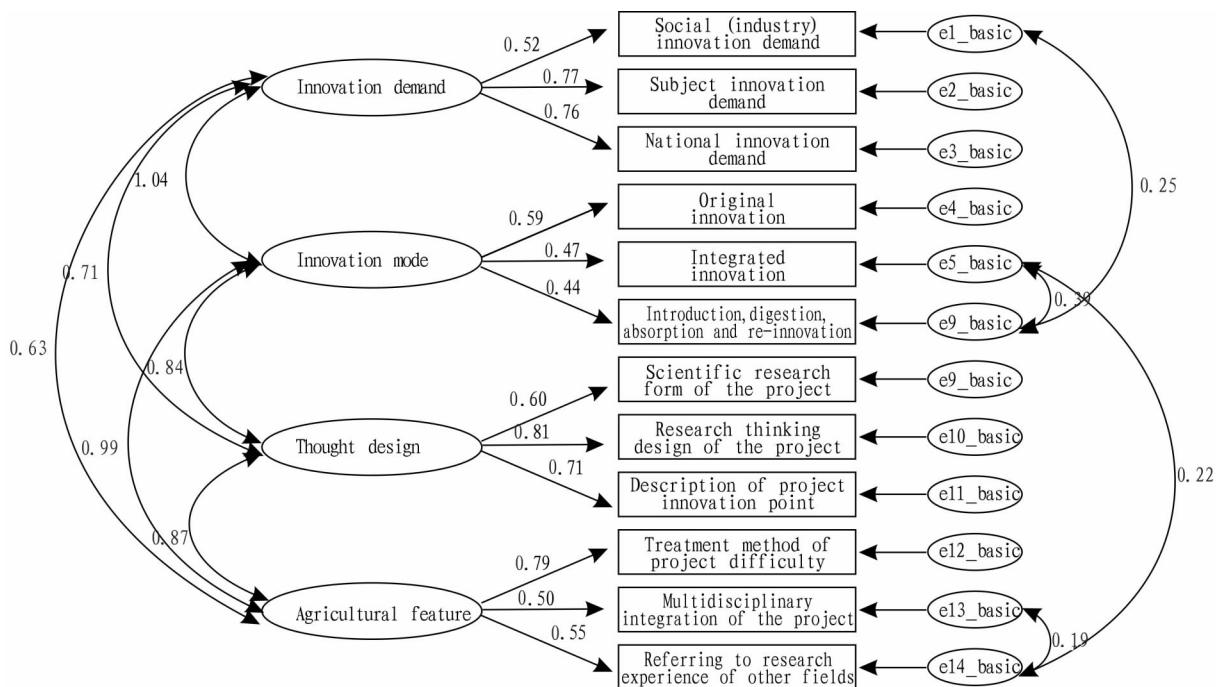 Social (industry)
innovation demand
e1_basic
0.52
Innovation demand
0.77
Subject innovation
demand
e2_basic
0.76
National innovation
demand
e3_basic
1.04
0.25
0.59
Original
innovation
e4_basic
Innovation mode
0.47
Integrated
innovation
e5_basic
0.71
0.44
0.39
Introduction,digestion,
absorption and re-innovation
e9_basic
0.63
0.84
0.60
Scientific research
form of the project
e9_basic
Thought design
0.81
Research thinking
design of the project
e10_basic
0.99
0.71
0.22
Description of project
innovation point
e11_basic
0.87
0.79
Treatment method of
project difficulty
e12_basic
Agricultural feature
0.50
Multidisciplinary
integration of the project
e13_basic
0.55
0.19
Referring to research
experience of other fields
e14_basic